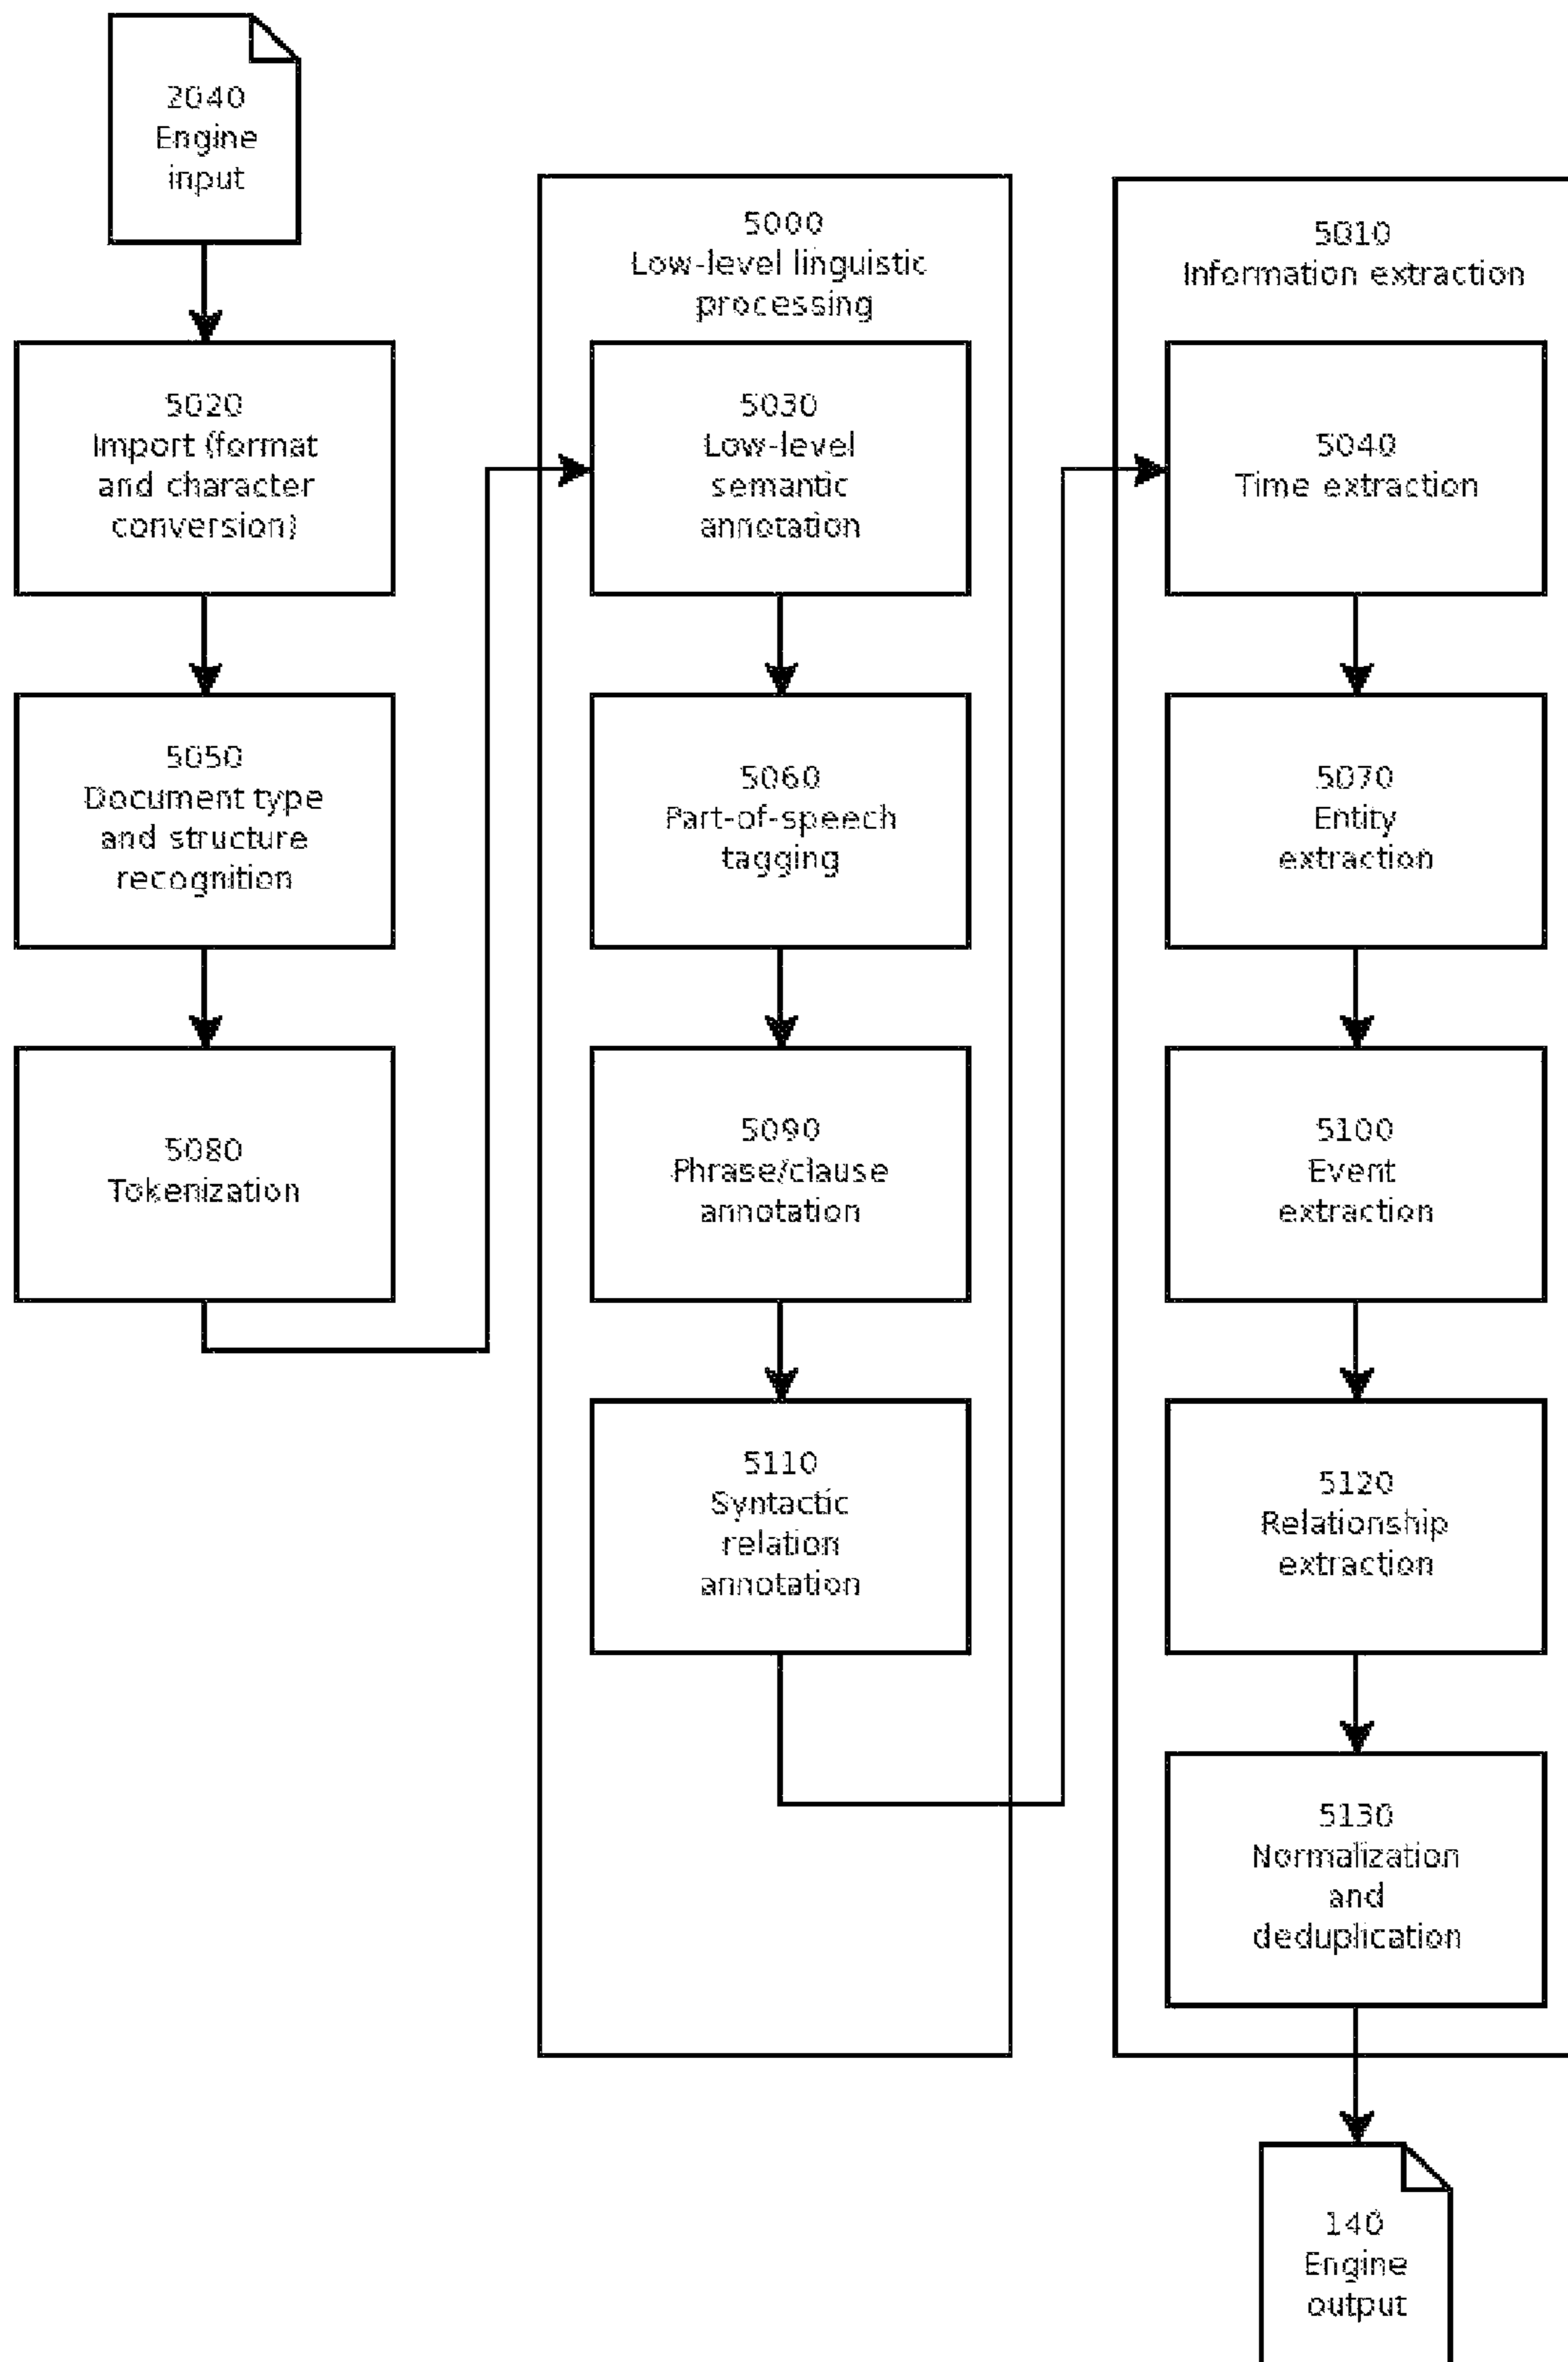 2040
Engine
input
5020
Import (format
and character
conversion)
5050
Document type
and structure
recognition
5080
Tokenization
5000
Low-level linguistic
processing
5030
Low-level
semantic
annotation
5060
Part-of-speech
tagging
5090
Phrase/clause
annotation
5110
Syntactic
relation
annotation
5010
Information extraction
5040
Time extraction
5070
Entity
extraction
5100
Event
extraction
5120
Relationship
extraction
5130
Normalization
and
deduplication
140
Engine
output